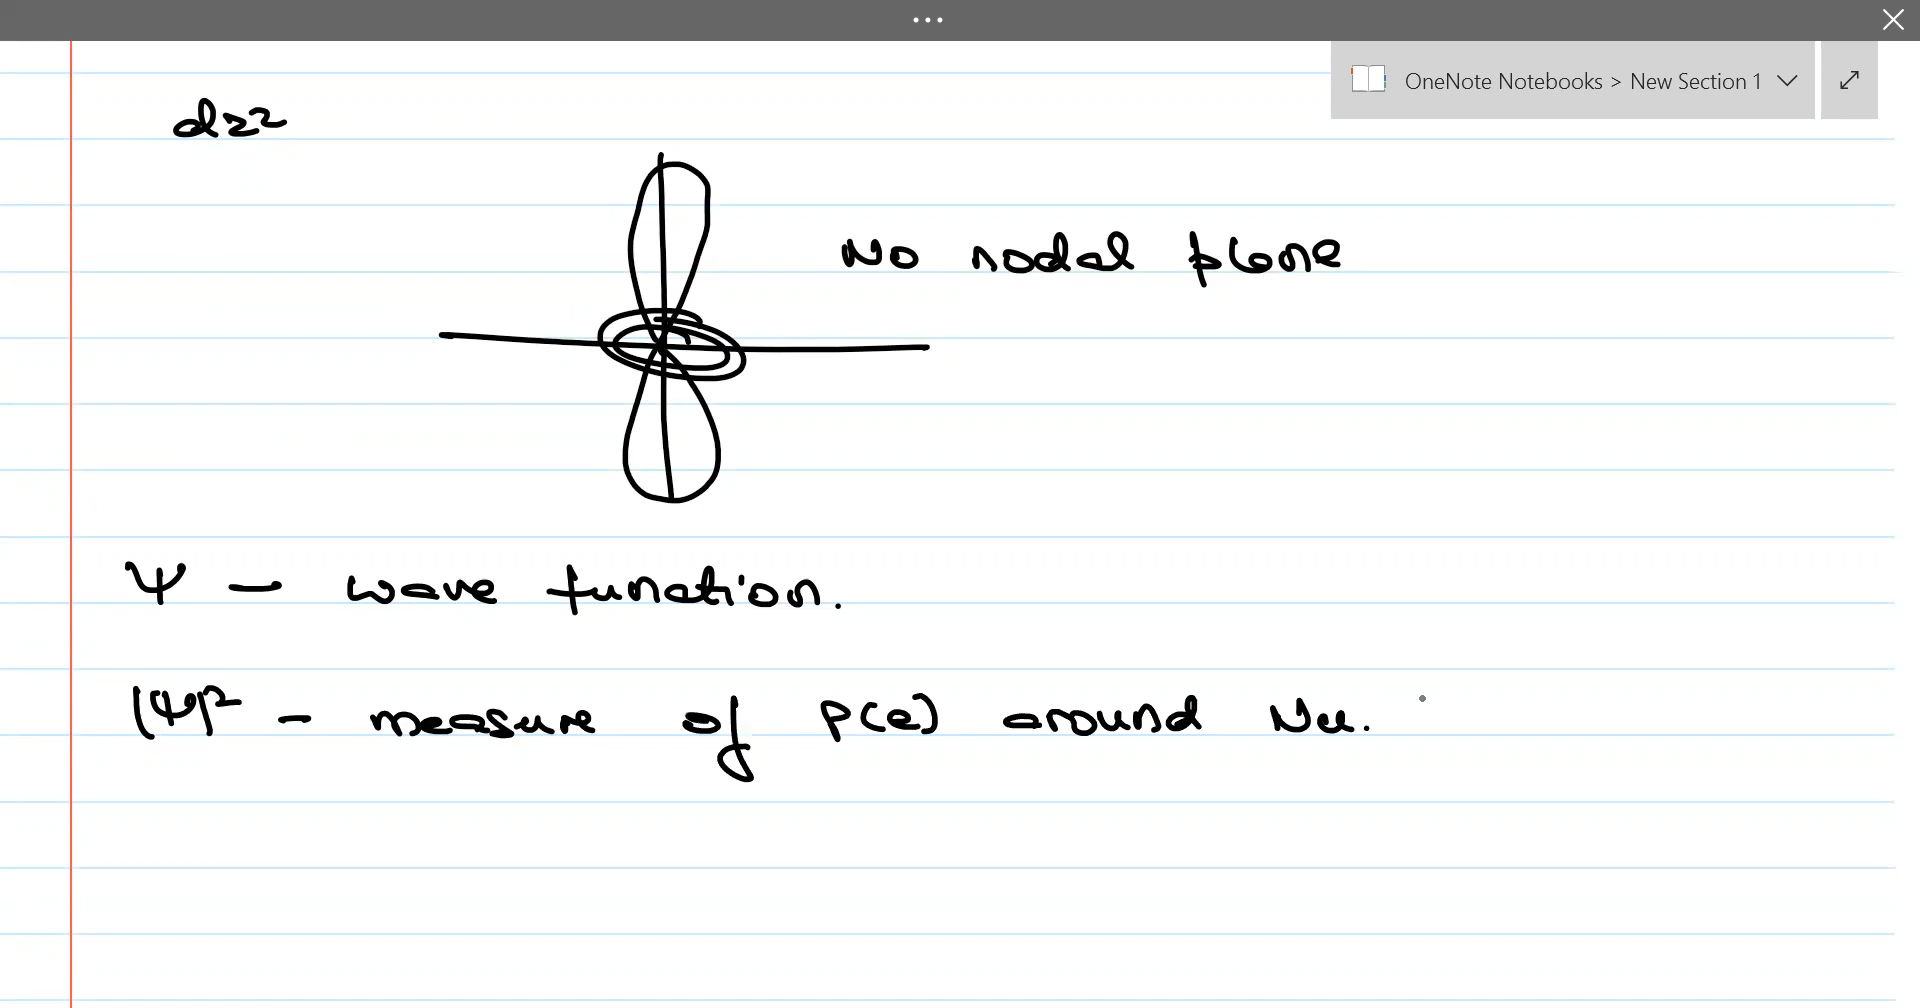 ...
OneNote Notebooks > New Section 1
dz²
No nodal plane
Ψ – wave function.
|Ψ|² – measure of P(e) around Nu.